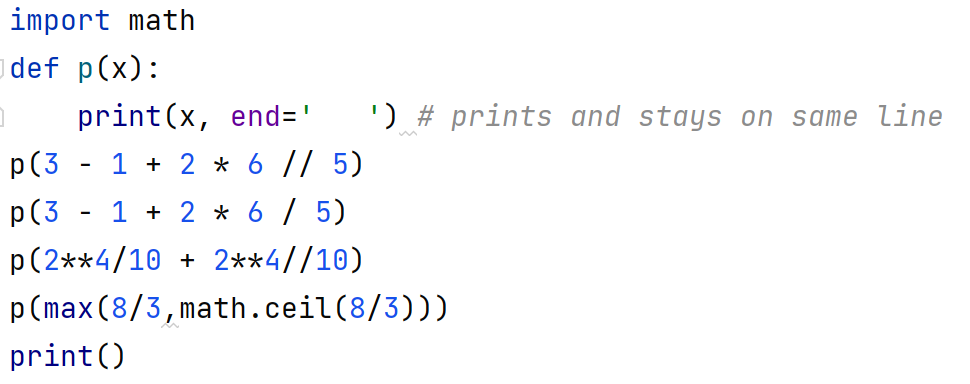 import math
def p(x):
    print(x, end='   ') # prints and stays on same line
p(3 - 1 + 2 * 6 // 5)
p(3 - 1 + 2 * 6 / 5)
p(2**4/10 + 2**4//10)
p(max(8/3,math.ceil(8/3)))
print()